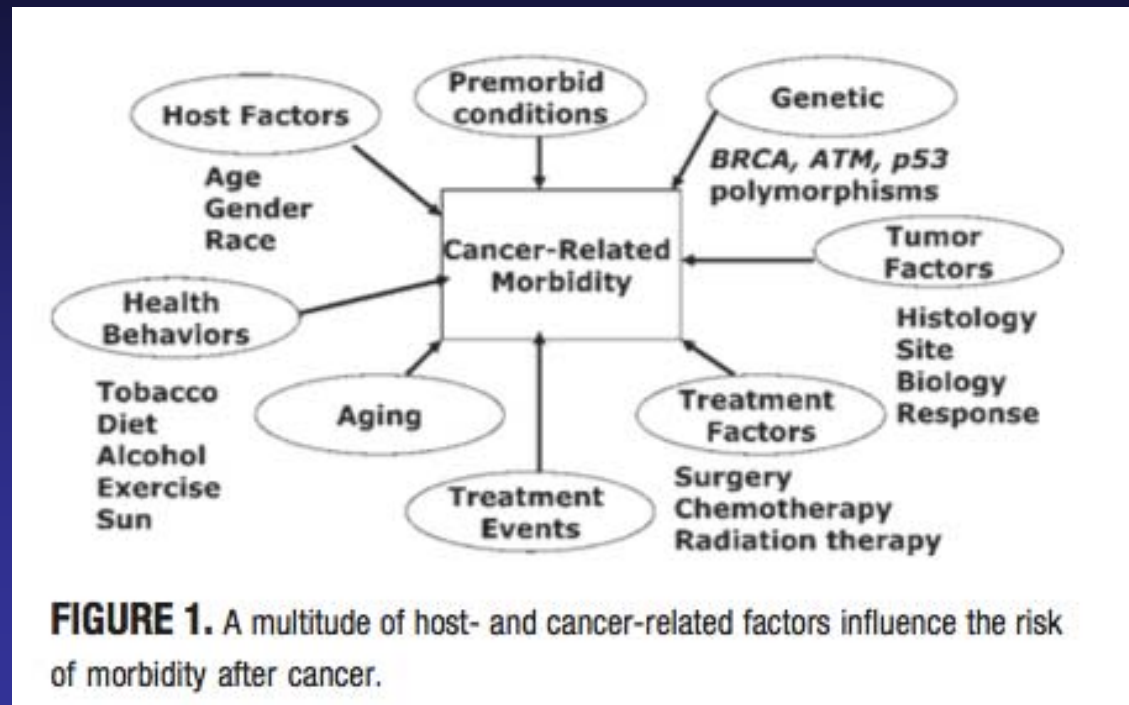 Host Factors
Age
Gender
Race
Premorbid
conditions
Genetic
BRCA, ATM, p53
polymorphisms
Cancer-Related
Morbidity
Tumor
Factors
Histology
Site
Biology
Response
Health
Behaviors
Tobacco
Diet
Alcohol
Exercise
Sun
Aging
Treatment
Events
Treatment
Factors
Surgery
Chemotherapy
Radiation therapy
FIGURE 1. A multitude of host- and cancer-related factors influence the risk
of morbidity after cancer.